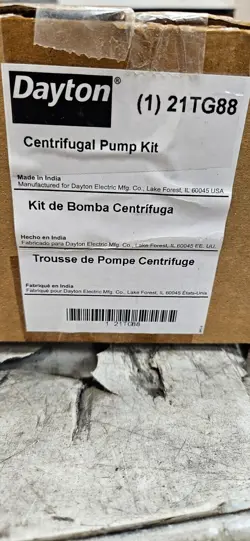 Dayton® (1) 21TG88
Centrifugal Pump Kit
Made in India
Manufactured for Dayton Electric Mfg. Co., Lake Forest, IL 60045 USA
Kit de Bomba Centrífuga
Hecho en India
Fabricado para Dayton Electric Mfg. Co., Lake Forest, IL 60045 EE. UU.
Trousse de Pompe Centrifuge
Fabriqué en India
Fabriqué pour Dayton Electric Mfg. Co., Lake Forest, IL 60045 États-Unis
1 21TG88